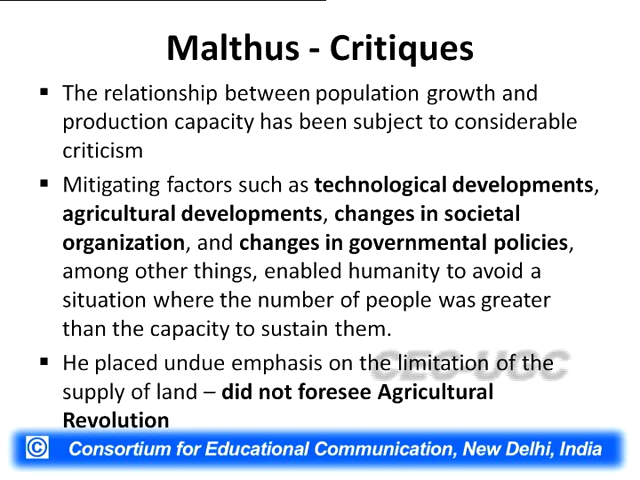 Malthus - Critiques
▪ The relationship between population growth and
production capacity has been subject to considerable
criticism
▪ Mitigating factors such as technological developments,
agricultural developments, changes in societal
organization, and changes in governmental policies,
among other things, enabled humanity to avoid a
situation where the number of people was greater
than the capacity to sustain them.
▪ He placed undue emphasis on the limitation of the
supply of land – did not foresee Agricultural
Revolution
CEC-UGC
© Consortium for Educational Communication, New Delhi, India